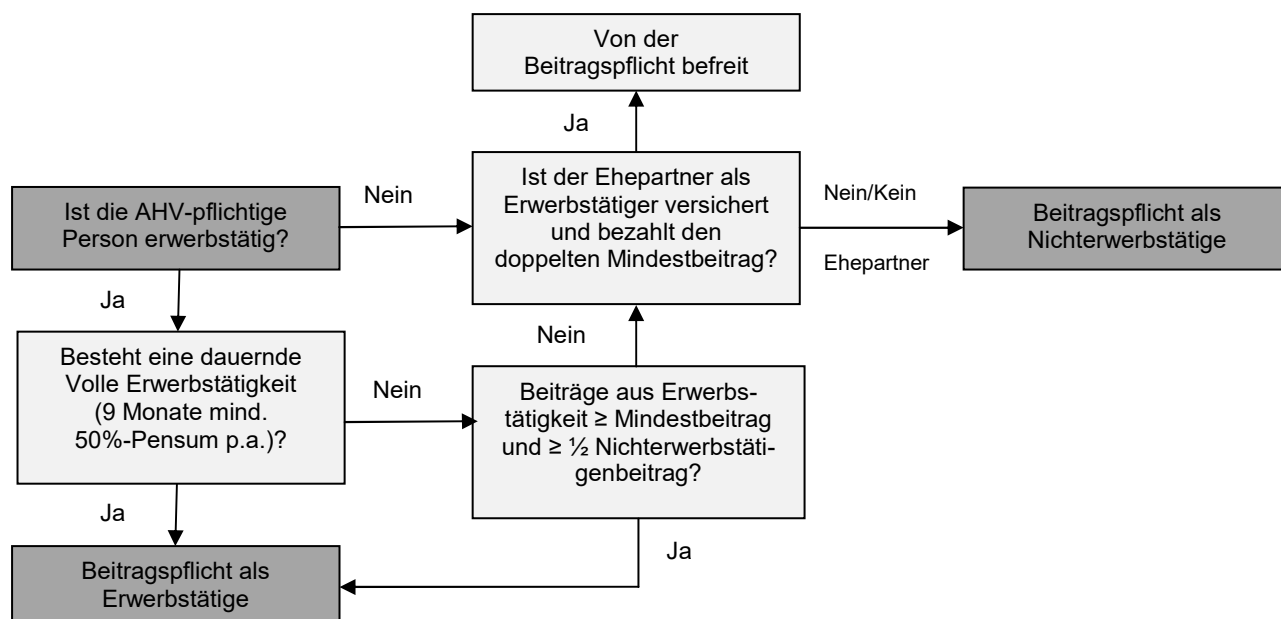 Von der
Beitragspflicht befreit
Ja
Ist der Ehepartner als
Erwerbstätiger versichert
und bezahlt den
doppelten Mindestbeitrag?
Nein
Nein/Kein
Ehepartner
Ist die AHV-pflichtige
Person erwerbstätig?
Beitragspflicht als
Nichterwerbstätige
Ja
Nein
Besteht eine dauernde
Volle Erwerbstätigkeit
(9 Monate mind.
50%-Pensum p.a.)?
Nein
Beiträge aus Erwerbs-
tätigkeit ≥ Mindestbeitrag
und ≥ ½ Nichterwerbstäti-
genbeitrag?
Ja
Ja
Beitragspflicht als
Erwerbstätige